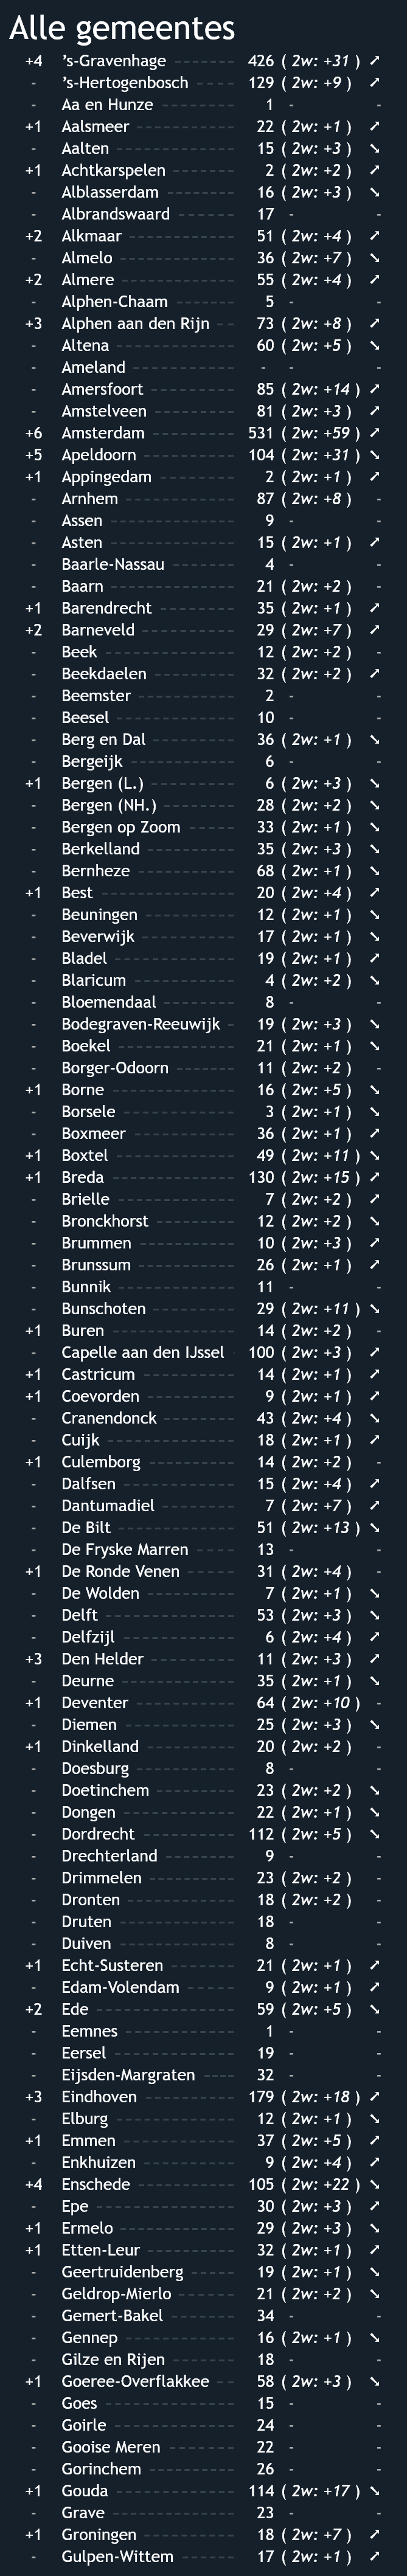 Alle gemeentes
+4 's-Gravenhage 426 ( 2w: +31 ) ➚
- 's-Hertogenbosch 129 ( 2w: +9 ) ➚
- Aa en Hunze 1 - -
+1 Aalsmeer 22 ( 2w: +1 ) ➚
- Aalten 15 ( 2w: +3 ) ➘
+1 Achtkarspelen 2 ( 2w: +2 ) ➚
- Alblasserdam 16 ( 2w: +3 ) ➘
- Albrandswaard 17 - -
+2 Alkmaar 51 ( 2w: +4 ) ➚
- Almelo 36 ( 2w: +7 ) ➘
+2 Almere 55 ( 2w: +4 ) ➚
- Alphen-Chaam 5 - -
+3 Alphen aan den Rijn 73 ( 2w: +8 ) ➚
- Altena 60 ( 2w: +5 ) ➘
- Ameland - - -
- Amersfoort 85 ( 2w: +14 ) ➚
- Amstelveen 81 ( 2w: +3 ) ➚
+6 Amsterdam 531 ( 2w: +59 ) ➚
+5 Apeldoorn 104 ( 2w: +31 ) ➘
+1 Appingedam 2 ( 2w: +1 ) ➚
- Arnhem 87 ( 2w: +8 ) -
- Assen 9 - -
- Asten 15 ( 2w: +1 ) ➚
- Baarle-Nassau 4 - -
- Baarn 21 ( 2w: +2 ) -
+1 Barendrecht 35 ( 2w: +1 ) ➚
+2 Barneveld 29 ( 2w: +7 ) ➚
- Beek 12 ( 2w: +2 ) -
- Beekdaelen 32 ( 2w: +2 ) ➚
- Beemster 2 - -
- Beesel 10 - -
- Berg en Dal 36 ( 2w: +1 ) ➘
- Bergeijk 6 - -
+1 Bergen (L.) 6 ( 2w: +3 ) ➘
- Bergen (NH.) 28 ( 2w: +2 ) ➘
- Bergen op Zoom 33 ( 2w: +1 ) ➘
- Berkelland 35 ( 2w: +3 ) ➘
- Bernheze 68 ( 2w: +1 ) ➘
+1 Best 20 ( 2w: +4 ) ➚
- Beuningen 12 ( 2w: +1 ) ➘
- Beverwijk 17 ( 2w: +1 ) ➘
- Bladel 19 ( 2w: +1 ) ➚
- Blaricum 4 ( 2w: +2 ) ➘
- Bloemendaal 8 - -
- Bodegraven-Reeuwijk 19 ( 2w: +3 ) ➘
- Boekel 21 ( 2w: +1 ) ➘
- Borger-Odoorn 11 ( 2w: +2 ) -
+1 Borne 16 ( 2w: +5 ) ➘
- Borsele 3 ( 2w: +1 ) ➘
- Boxmeer 36 ( 2w: +1 ) ➚
+1 Boxtel 49 ( 2w: +11 ) ➘
+1 Breda 130 ( 2w: +15 ) ➚
- Brielle 7 ( 2w: +2 ) ➚
- Bronckhorst 12 ( 2w: +2 ) ➘
- Brummen 10 ( 2w: +3 ) ➚
- Brunssum 26 ( 2w: +1 ) ➚
- Bunnik 11 - -
- Bunschoten 29 ( 2w: +11 ) ➘
+1 Buren 14 ( 2w: +2 ) -
- Capelle aan den IJssel 100 ( 2w: +3 ) ➚
+1 Castricum 14 ( 2w: +1 ) ➚
+1 Coevorden 9 ( 2w: +1 ) ➚
- Cranendonck 43 ( 2w: +4 ) ➘
- Cuijk 18 ( 2w: +1 ) ➚
+1 Culemborg 14 ( 2w: +2 ) -
- Dalfsen 15 ( 2w: +4 ) ➚
- Dantumadiel 7 ( 2w: +7 ) ➚
- De Bilt 51 ( 2w: +13 ) ➘
- De Fryske Marren 13 - -
+1 De Ronde Venen 31 ( 2w: +4 ) -
- De Wolden 7 ( 2w: +1 ) ➘
- Delft 53 ( 2w: +3 ) ➘
- Delfzijl 6 ( 2w: +4 ) ➚
+3 Den Helder 11 ( 2w: +3 ) ➚
- Deurne 35 ( 2w: +1 ) ➘
+1 Deventer 64 ( 2w: +10 ) -
- Diemen 25 ( 2w: +3 ) ➘
+1 Dinkelland 20 ( 2w: +2 ) -
- Doesburg 8 - -
- Doetinchem 23 ( 2w: +2 ) ➘
- Dongen 22 ( 2w: +1 ) ➘
- Dordrecht 112 ( 2w: +5 ) ➘
- Drechterland 9 - -
- Drimmelen 23 ( 2w: +2 ) -
- Dronten 18 ( 2w: +2 ) -
- Druten 18 - -
- Duiven 8 - -
+1 Echt-Susteren 21 ( 2w: +1 ) ➚
- Edam-Volendam 9 ( 2w: +1 ) ➚
+2 Ede 59 ( 2w: +5 ) ➘
- Eemnes 1 - -
- Eersel 19 - -
- Eijsden-Margraten 32 - -
+3 Eindhoven 179 ( 2w: +18 ) ➚
- Elburg 12 ( 2w: +1 ) ➘
+1 Emmen 37 ( 2w: +5 ) ➚
- Enkhuizen 9 ( 2w: +4 ) ➚
+4 Enschede 105 ( 2w: +22 ) ➘
- Epe 30 ( 2w: +3 ) ➚
+1 Ermelo 29 ( 2w: +3 ) ➘
+1 Etten-Leur 32 ( 2w: +1 ) ➚
- Geertruidenberg 19 ( 2w: +1 ) ➘
- Geldrop-Mierlo 21 ( 2w: +2 ) ➘
- Gemert-Bakel 34 - -
- Gennep 16 ( 2w: +1 ) ➘
- Gilze en Rijen 18 - -
+1 Goeree-Overflakkee 58 ( 2w: +3 ) ➘
- Goes 15 - -
- Goirle 24 - -
- Gooise Meren 22 - -
- Gorinchem 26 - -
+1 Gouda 114 ( 2w: +17 ) ➘
- Grave 23 - -
+1 Groningen 18 ( 2w: +7 ) ➚
- Gulpen-Wittem 17 ( 2w: +1 ) ➚